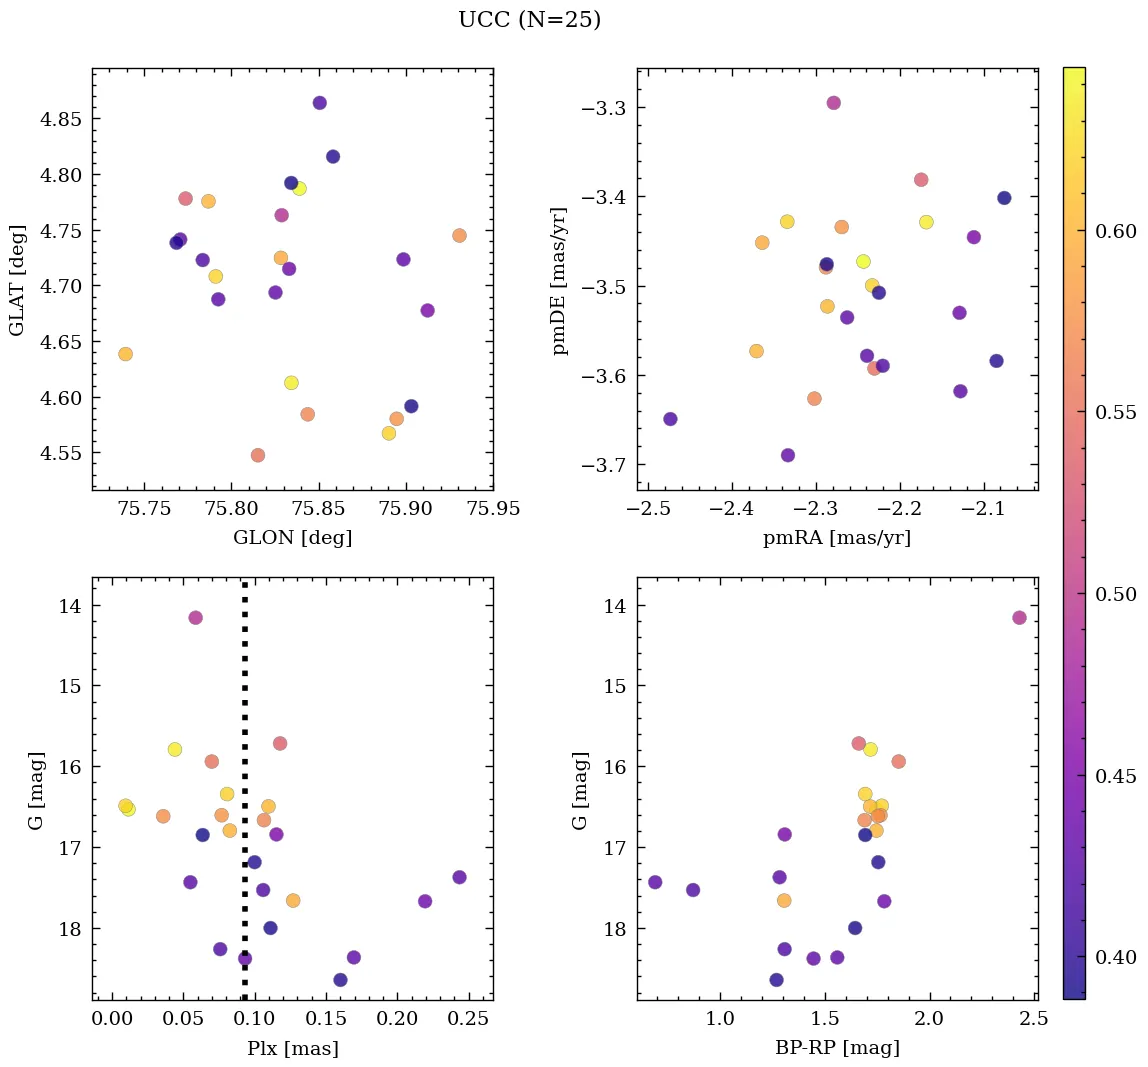 UCC (N=25)
4.85
4.80
4.75
4.70
4.65
4.60
4.55
GLAT [deg]
75.75 75.80 75.85 75.90 75.95
GLON [deg]
−3.3
−3.4
−3.5
−3.6
−3.7
pmDE [mas/yr]
−2.5 −2.4 −2.3 −2.2 −2.1
pmRA [mas/yr]
0.60
0.55
0.50
0.45
0.40
14
15
16
17
18
G [mag]
0.00 0.05 0.10 0.15 0.20 0.25
Plx [mas]
14
15
16
17
18
G [mag]
1.0 1.5 2.0 2.5
BP-RP [mag]